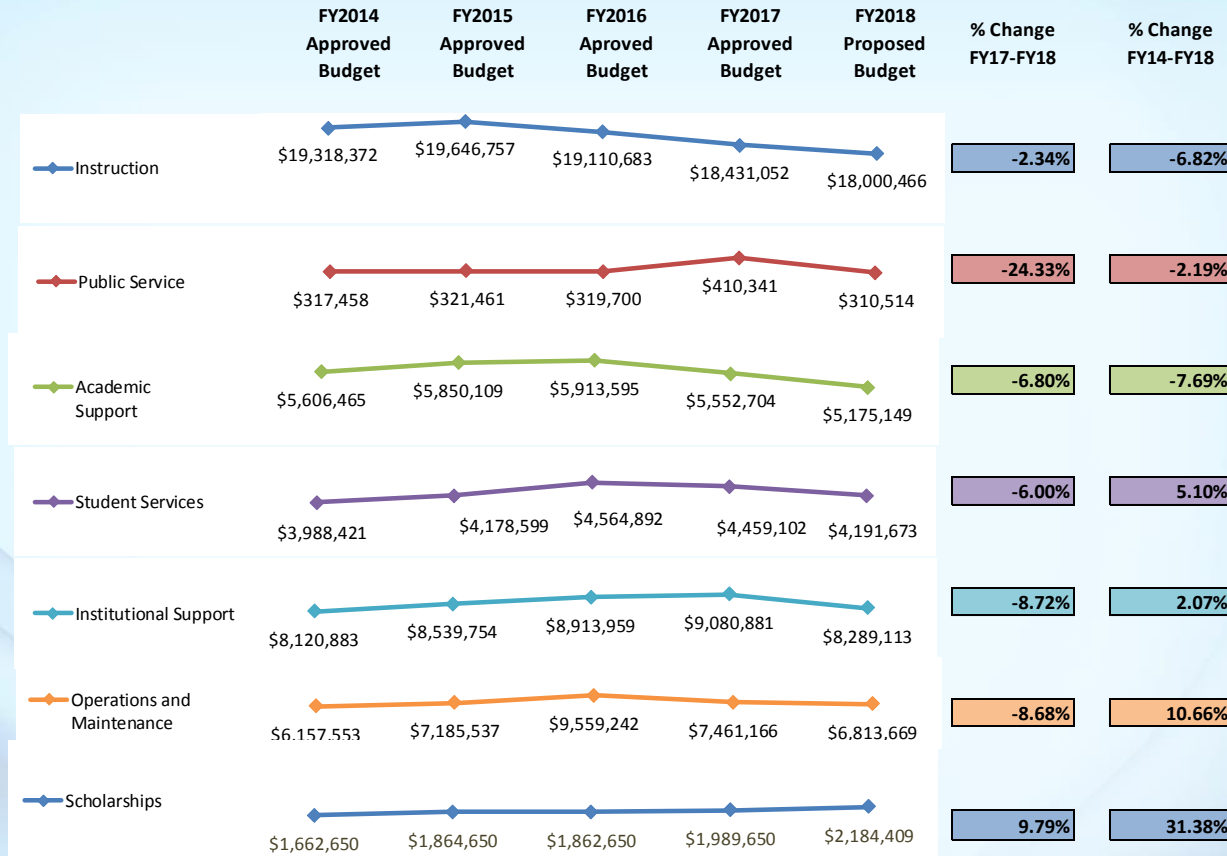 FY2014 FY2015 FY2016 FY2017 FY2018
Approved Approved Aproved Approved Proposed
Budget Budget Budget Budget Budget
% Change % Change
FY17-FY18 FY14-FY18
Instruction
$19,318,372 $19,646,757 $19,110,683 $18,431,052 $18,000,466
-2.34% -6.82%
Public Service
$317,458 $321,461 $319,700 $410,341 $310,514
-24.33% -2.19%
Academic
Support
$5,606,465 $5,850,109 $5,913,595 $5,552,704 $5,175,149
-6.80% -7.69%
Student Services
$3,988,421 $4,178,599 $4,564,892 $4,459,102 $4,191,673
-6.00% 5.10%
Institutional Support
$8,120,883 $8,539,754 $8,913,959 $9,080,881 $8,289,113
-8.72% 2.07%
Operations and
Maintenance
$6,157,553 $7,185,537 $9,559,242 $7,461,166 $6,813,669
-8.68% 10.66%
Scholarships
$1,662,650 $1,864,650 $1,862,650 $1,989,650 $2,184,409
9.79% 31.38%